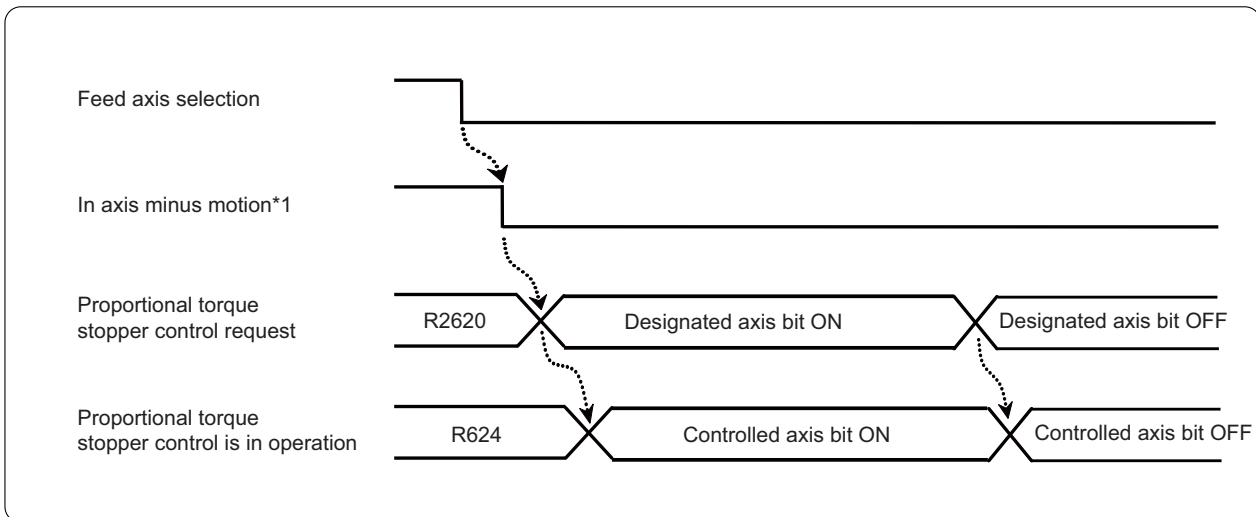 Feed axis selection
In axis minus motion*1
Proportional torque
stopper control request
R2620
Designated axis bit ON
Designated axis bit OFF
Proportional torque
stopper control is in operation
R624
Controlled axis bit ON
Controlled axis bit OFF